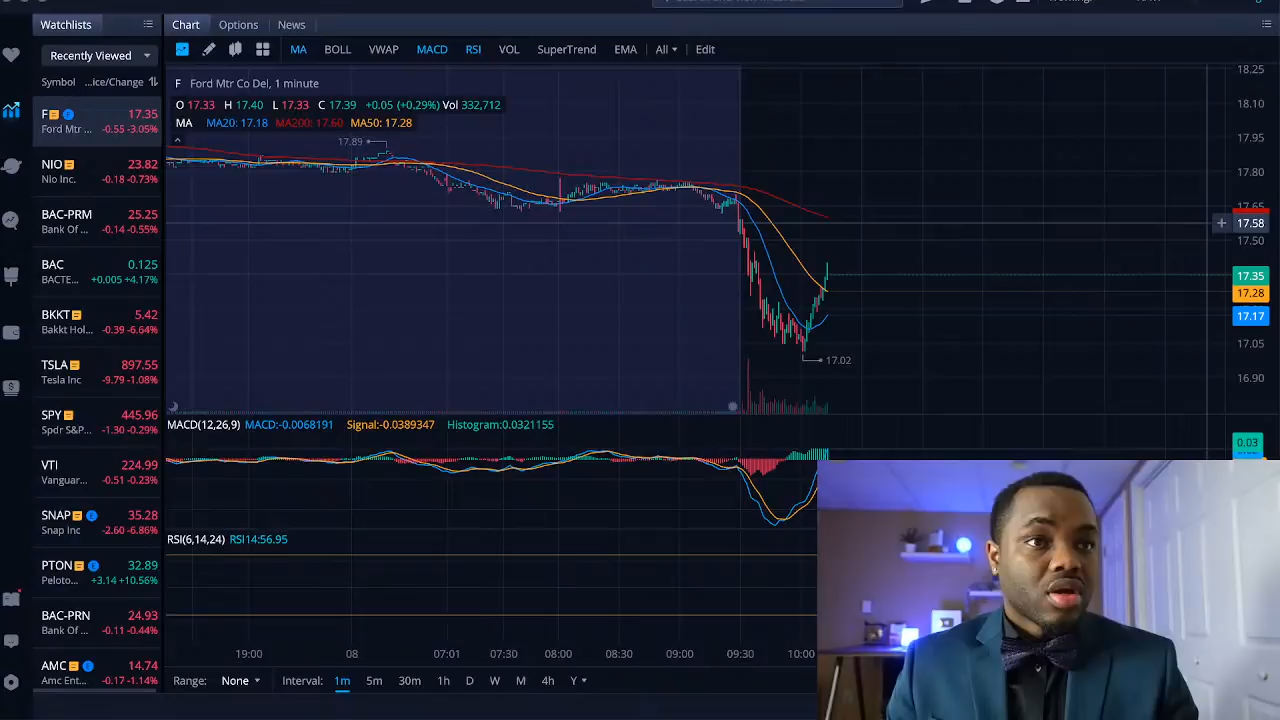 Watchlists
Chart Options News
Recently Viewed
MA BOLL VWAP MACD RSI VOL SuperTrend EMA All Edit
Symbol ...ice/Change
F Ford Mtr Co Del, 1 minute
O 17.33 H 17.40 L 17.33 C 17.39 +0.05 (+0.29%) Vol 332,712
MA MA20: 17.18 MA200: 17.60 MA50: 17.28
F 17.35
Ford Mtr ... -0.55 -3.05%
NIO 23.82
Nio Inc. -0.18 -0.73%
BAC-PRM 25.25
Bank Of ... -0.14 -0.55%
BAC 0.125
BACTE... +0.005 +4.17%
BKKT 5.42
Bakkt Hol... -0.39 -6.64%
TSLA 897.55
Tesla Inc -9.79 -1.08%
SPY 445.96
Spdr S&P... -1.30 -0.29%
VTI 224.99
Vanguar... -0.51 -0.23%
SNAP 35.28
Snap Inc -2.60 -6.86%
PTON 32.89
Peloto... +3.14 +10.56%
BAC-PRN 24.93
Bank Of ... -0.11 -0.44%
AMC 14.74
Amc Ent... -0.17 -1.14%
17.89
17.02
18.25
18.10
17.95
17.80
17.65
17.58
17.50
17.35
17.28
17.17
17.05
16.90
MACD(12,26,9) MACD:-0.0068191 Signal:-0.0389347 Histogram:0.0321155
0.03
RSI(6,14,24) RSI14:56.95
19:00 08 07:01 07:30 08:00 08:30 09:00 09:30 10:00
Range: None Interval: 1m 5m 30m 1h D W M 4h Y